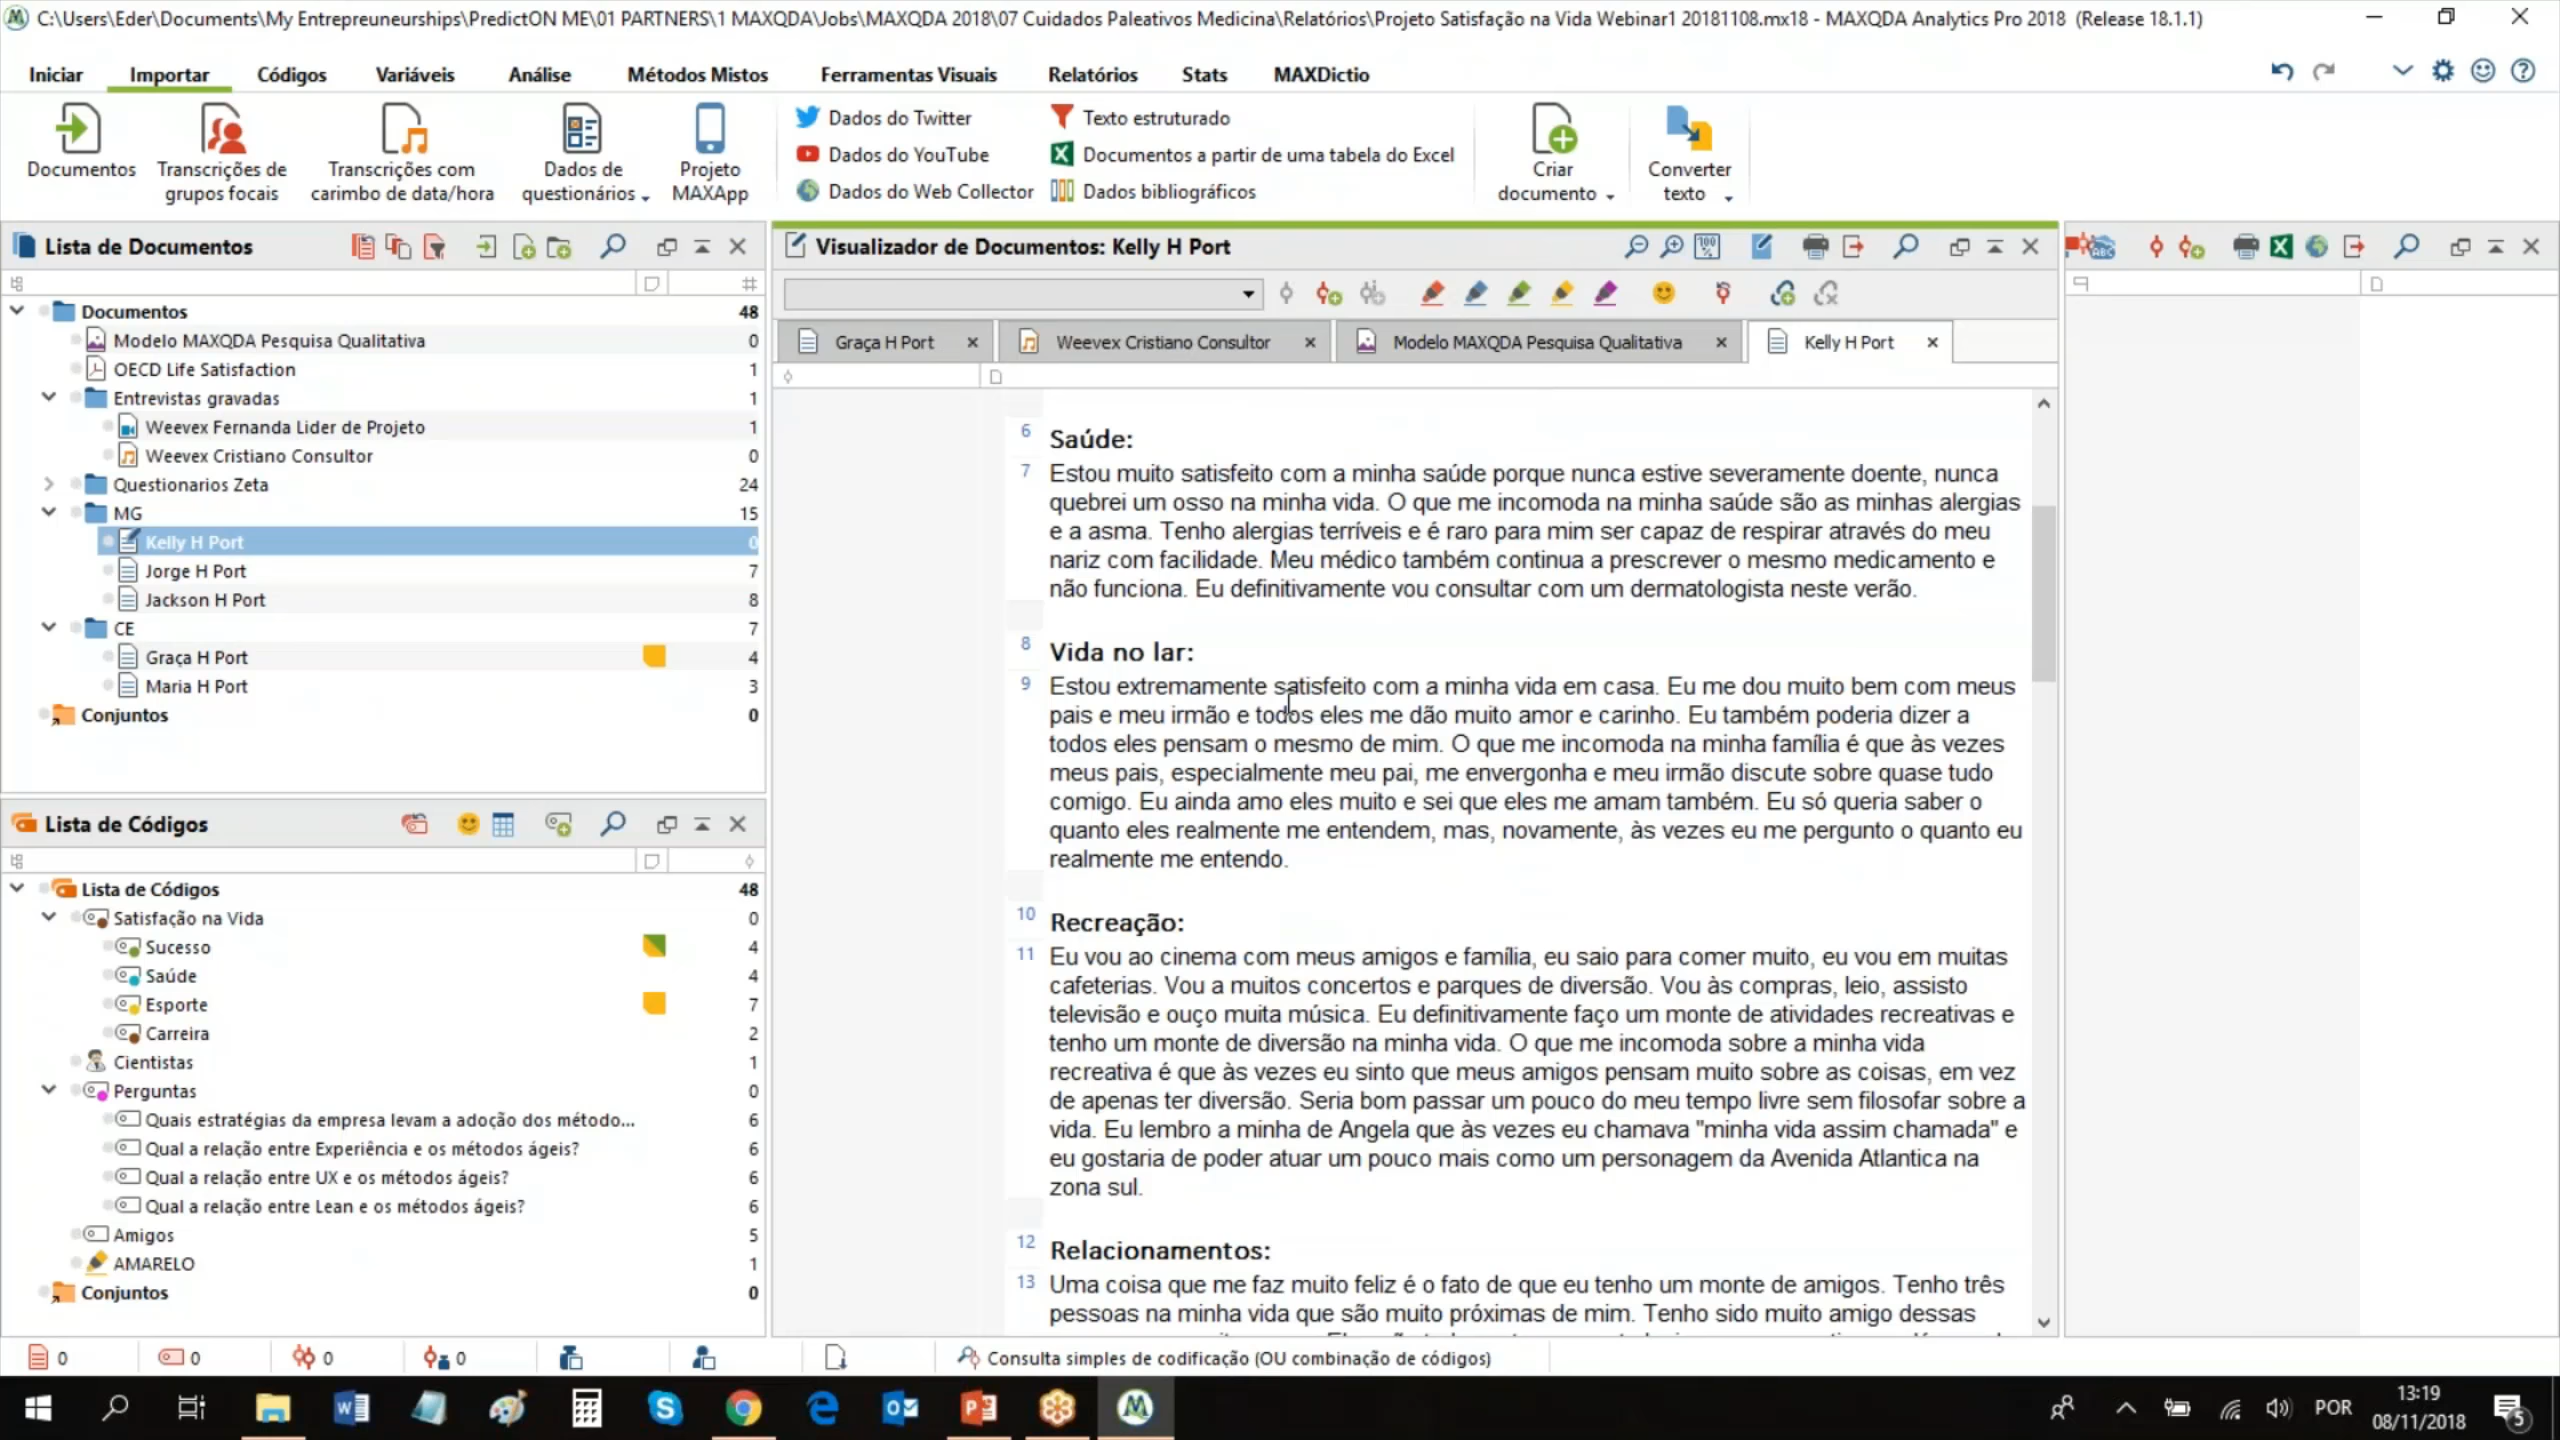 C:\Users\Eder\Documents\My Entrepreuneurships\PredictON ME\01 PARTNERS\1 MAXQDA\Jobs\MAXQDA 2018\07 Cuidados Paleativos Medicina\Relatórios\Projeto Satisfação na Vida Webinar1 20181108.mx18 - MAXQDA Analytics Pro 2018 (Release 18.1.1)
Iniciar Importar Códigos Variáveis Análise Métodos Mistos Ferramentas Visuais Relatórios Stats MAXDictio
Documentos
Transcrições de
grupos focais
Transcrições com
carimbo de data/hora
Dados de
questionários
Projeto
MAXApp
Dados do Twitter
Dados do YouTube
Dados do Web Collector
Texto estruturado
Documentos a partir de uma tabela do Excel
Dados bibliográficos
Criar
documento
Converter
texto
Lista de Documentos
Documentos 48
Modelo MAXQDA Pesquisa Qualitativa 0
OECD Life Satisfaction 1
Entrevistas gravadas 1
Weevex Fernanda Lider de Projeto 1
Weevex Cristiano Consultor 0
Questionarios Zeta 24
MG 15
Kelly H Port 0
Jorge H Port 7
Jackson H Port 8
CE 7
Graça H Port 4
Maria H Port 3
Conjuntos 0
Lista de Códigos
Lista de Códigos 48
Satisfação na Vida 0
Sucesso 4
Saúde 4
Esporte 7
Carreira 2
Cientistas 1
Perguntas 0
Quais estratégias da empresa levam a adoção dos método... 6
Qual a relação entre Experiência e os métodos ágeis? 6
Qual a relação entre UX e os métodos ágeis? 6
Qual a relação entre Lean e os métodos ágeis? 6
Amigos 5
AMARELO 1
Conjuntos 0
Visualizador de Documentos: Kelly H Port
Graça H Port Weevex Cristiano Consultor Modelo MAXQDA Pesquisa Qualitativa Kelly H Port
6 Saúde:
7 Estou muito satisfeito com a minha saúde porque nunca estive severamente doente, nunca
quebrei um osso na minha vida. O que me incomoda na minha saúde são as minhas alergias
e a asma. Tenho alergias terríveis e é raro para mim ser capaz de respirar através do meu
nariz com facilidade. Meu médico também continua a prescrever o mesmo medicamento e
não funciona. Eu definitivamente vou consultar com um dermatologista neste verão.
8 Vida no lar:
9 Estou extremamente satisfeito com a minha vida em casa. Eu me dou muito bem com meus
pais e meu irmão e todos eles me dão muito amor e carinho. Eu também poderia dizer a
todos eles pensam o mesmo de mim. O que me incomoda na minha família é que às vezes
meus pais, especialmente meu pai, me envergonha e meu irmão discute sobre quase tudo
comigo. Eu ainda amo eles muito e sei que eles me amam também. Eu só queria saber o
quanto eles realmente me entendem, mas, novamente, às vezes eu me pergunto o quanto eu
realmente me entendo.
10 Recreação:
11 Eu vou ao cinema com meus amigos e família, eu saio para comer muito, eu vou em muitas
cafeterias. Vou a muitos concertos e parques de diversão. Vou às compras, leio, assisto
televisão e ouço muita música. Eu definitivamente faço um monte de atividades recreativas e
tenho um monte de diversão na minha vida. O que me incomoda sobre a minha vida
recreativa é que às vezes eu sinto que meus amigos pensam muito sobre as coisas, em vez
de apenas ter diversão. Seria bom passar um pouco do meu tempo livre sem filosofar sobre a
vida. Eu lembro a minha de Angela que às vezes eu chamava "minha vida assim chamada" e
eu gostaria de poder atuar um pouco mais como um personagem da Avenida Atlantica na
zona sul.
12 Relacionamentos:
13 Uma coisa que me faz muito feliz é o fato de que eu tenho um monte de amigos. Tenho três
pessoas na minha vida que são muito próximas de mim. Tenho sido muito amigo dessas
0 0 0 0 Consulta simples de codificação (OU combinação de códigos)
POR
13:19
08/11/2018
5